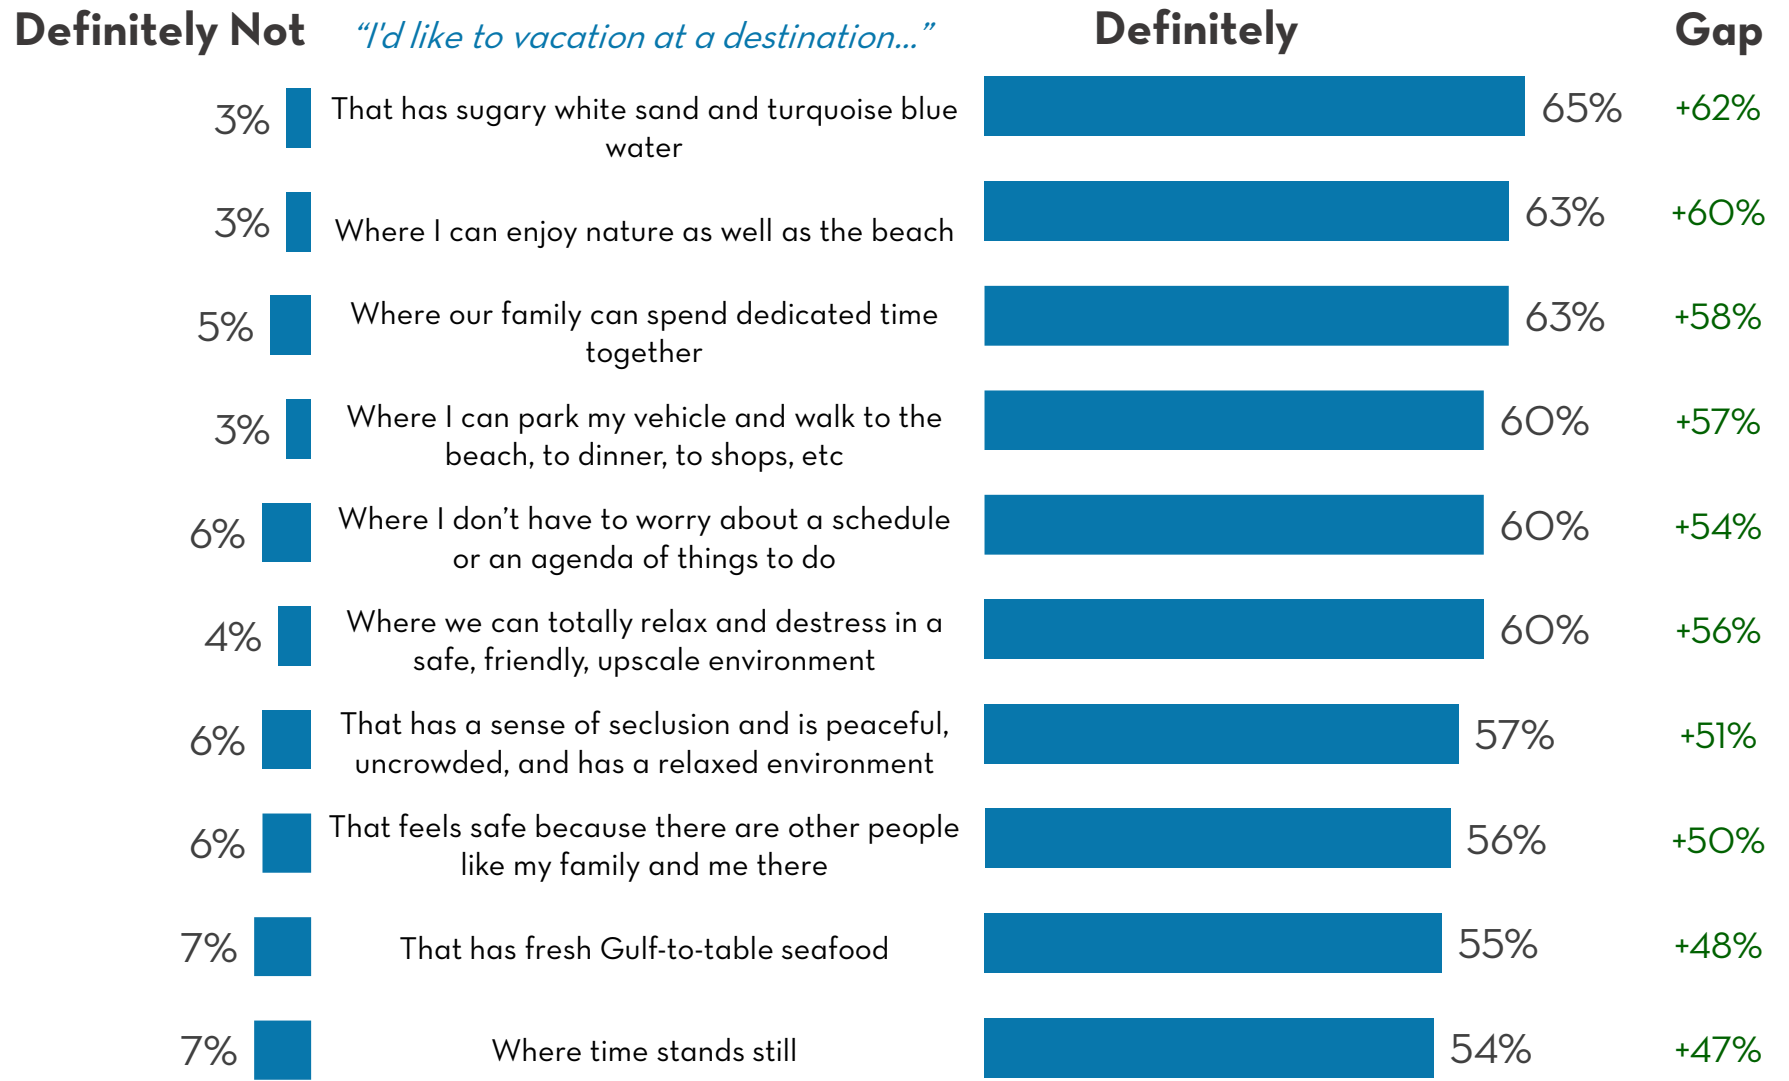 Definitely Not “I'd like to vacation at a destination...” Definitely Gap
3% That has sugary white sand and turquoise blue 65% +62%
water
3% Where I can enjoy nature as well as the beach 63% +60%
5% Where our family can spend dedicated time 63% +58%
together
3% Where I can park my vehicle and walk to the 60% +57%
beach, to dinner, to shops, etc
6% Where I don’t have to worry about a schedule 60% +54%
or an agenda of things to do
4% Where we can totally relax and destress in a 60% +56%
safe, friendly, upscale environment
6% That has a sense of seclusion and is peaceful, 57% +51%
uncrowded, and has a relaxed environment
6% That feels safe because there are other people 56% +50%
like my family and me there
7% That has fresh Gulf-to-table seafood 55% +48%
7% Where time stands still 54% +47%